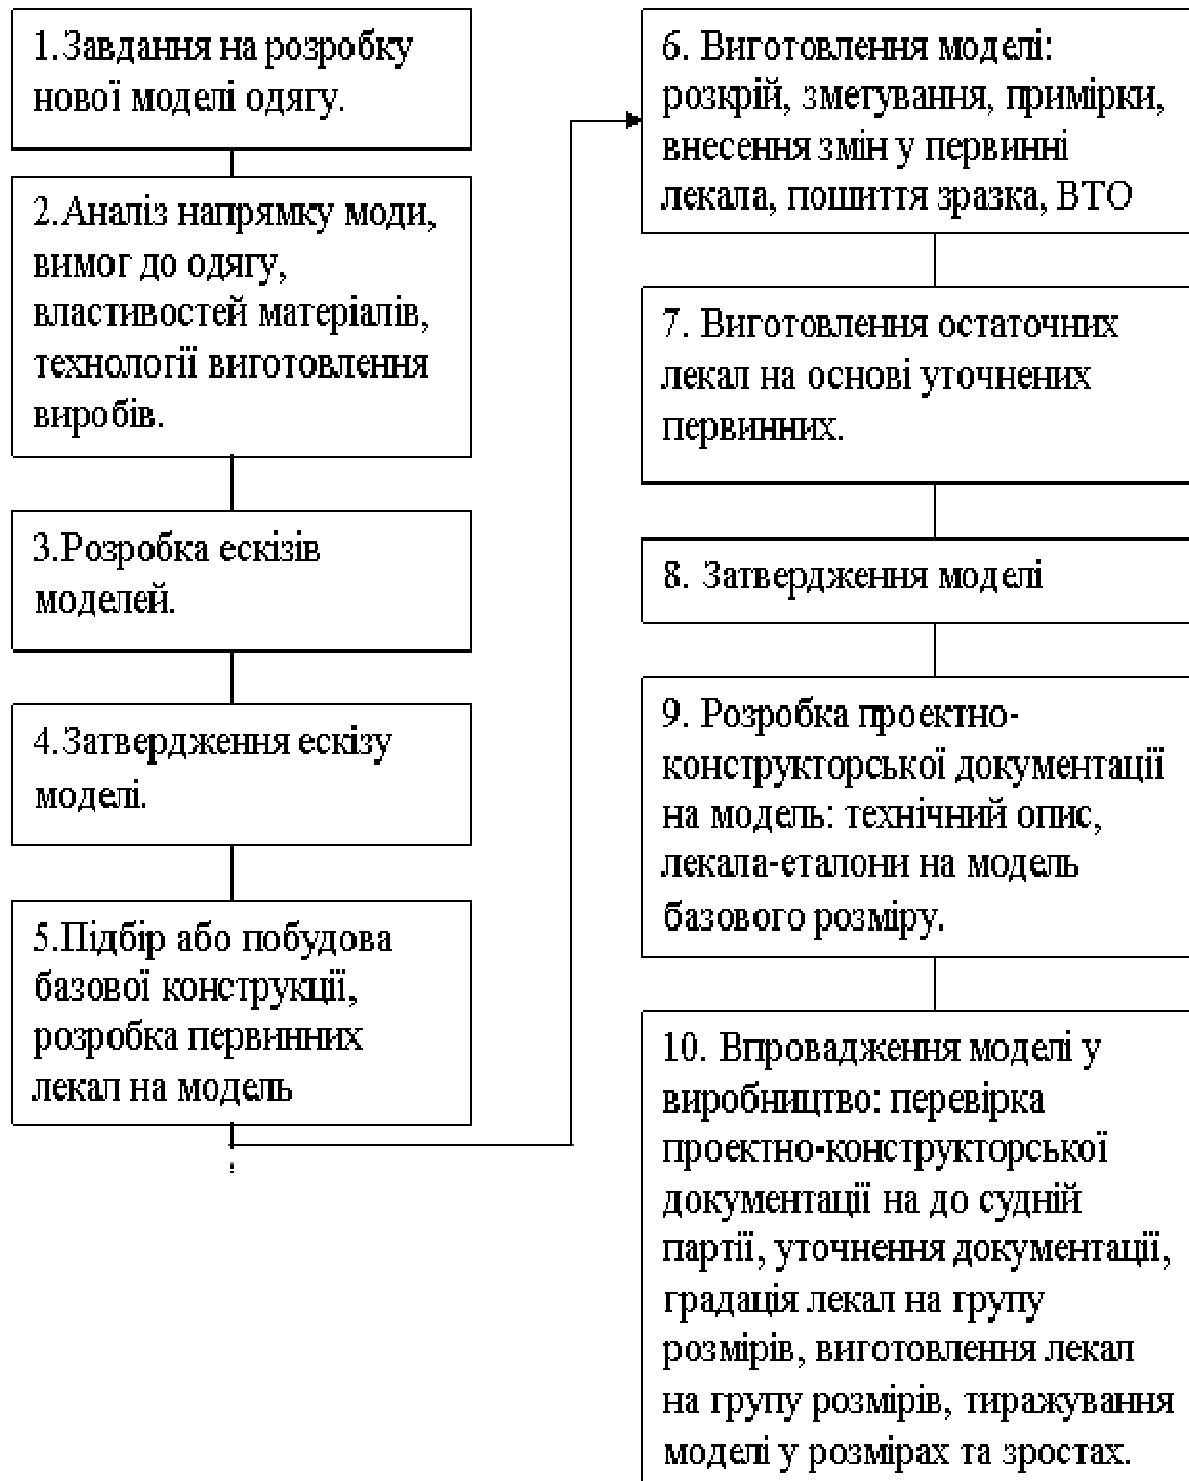 1.Завдання на розробку
нової моделі одягу.
2.Аналіз напрямку моди,
вимог до одягу,
властивостей матеріалів,
технології виготовлення
виробів.
3.Розробка ескізів
моделей.
4.Затвердження ескізу
моделі.
5.Підбір або побудова
базової конструкції,
розробка первинних
лекал на модель
6. Виготовлення моделі:
розкрій, зметування, примірки,
внесення змін у первинні
лекала, пошиття зразка, ВТО
7. Виготовлення остаточних
лекал на основі уточнених
первинних.
8. Затвердження моделі
9. Розробка проектно-
конструкторської документації
на модель: технічний опис,
лекала-еталони на модель
базового розміру.
10. Впровадження моделі у
виробництво: перевірка
проектно-конструкторської
документації на до судній
партії, уточнення документації,
градація лекал на групу
розмірів, виготовлення лекал
на групу розмірів, тиражування
моделі у розмірах та зростах.